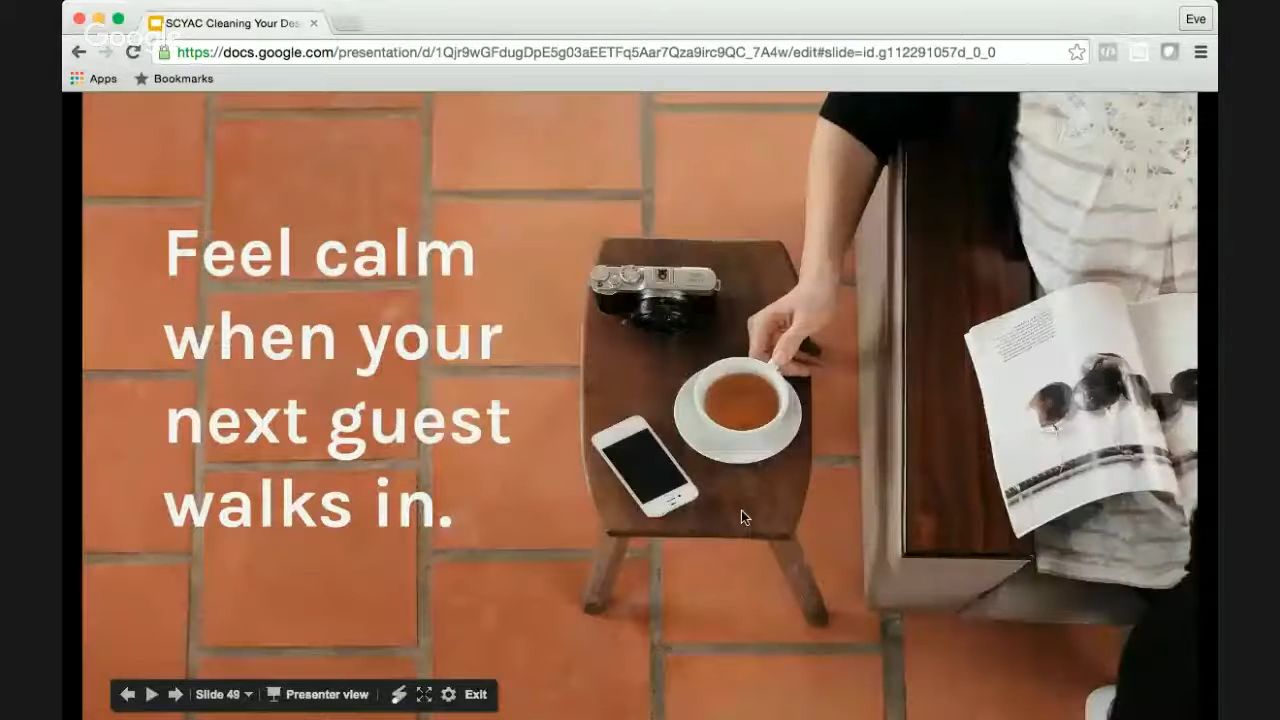 SCYAC Cleaning Your Des
Eve
Google
https://docs.google.com/presentation/d/1Qjr9wGFdugDpE5g03aEETFq5Aar7Qza9irc9QC_7A4w/edit#slide=id.g112291057d_0_0
Apps
Bookmarks
Feel calm
when your
next guest
walks in.
Slide 49
Presenter view
Exit